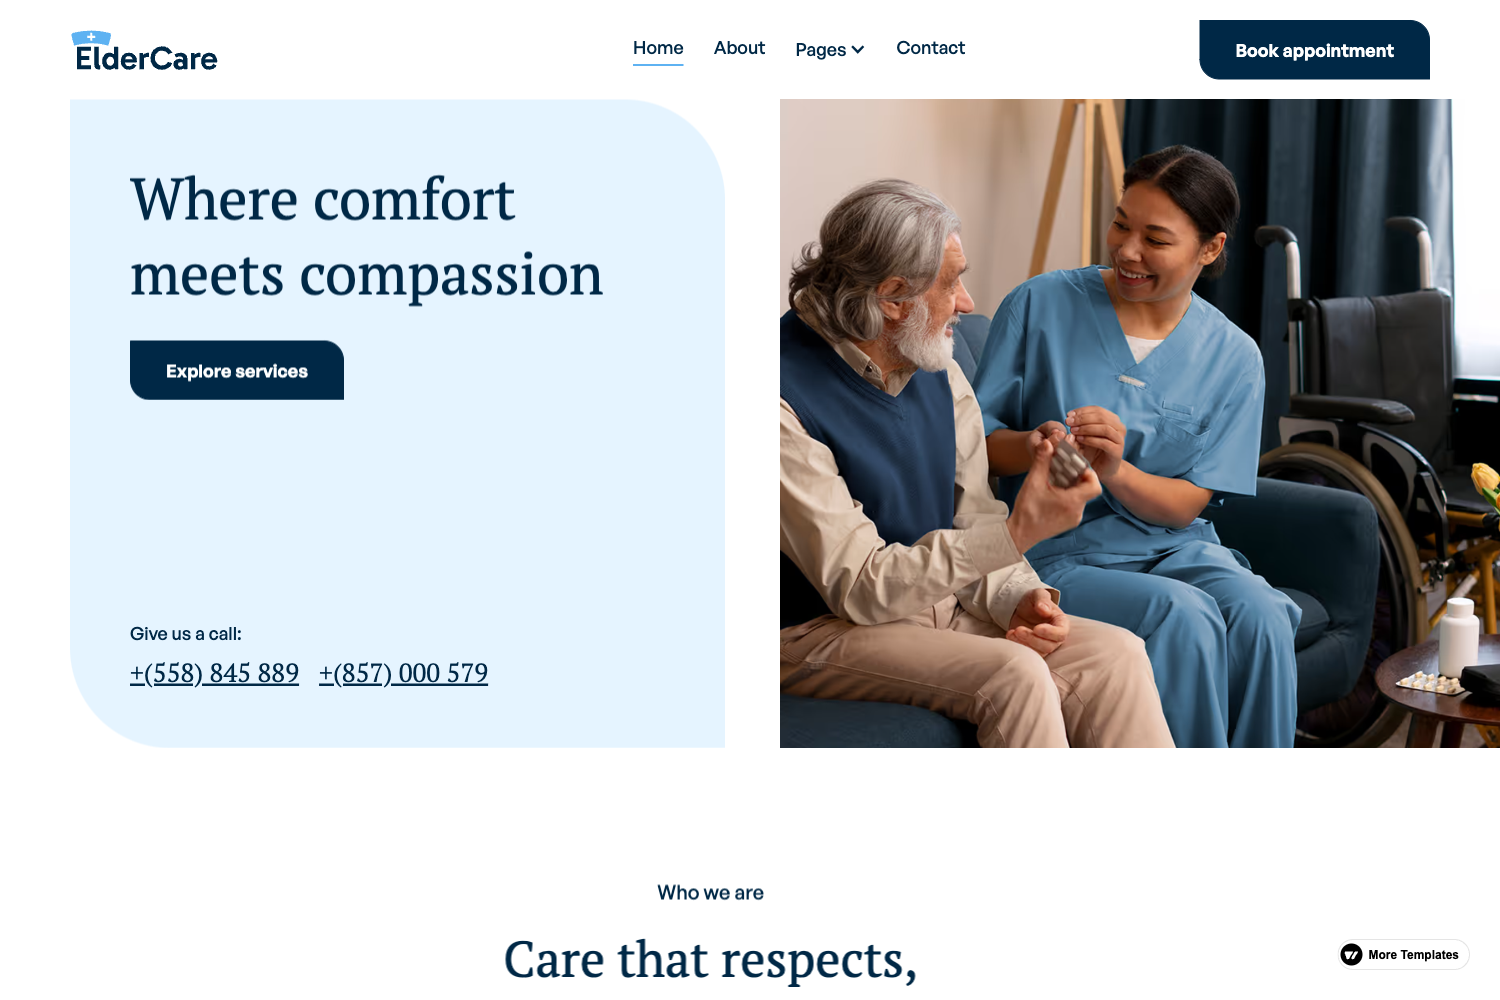 ElderCare
Home About Pages Contact
Book appointment
Where comfort
meets compassion
Explore services
Give us a call:
+(558) 845 889 +(857) 000 579
Who we are
Care that respects,
More Templates